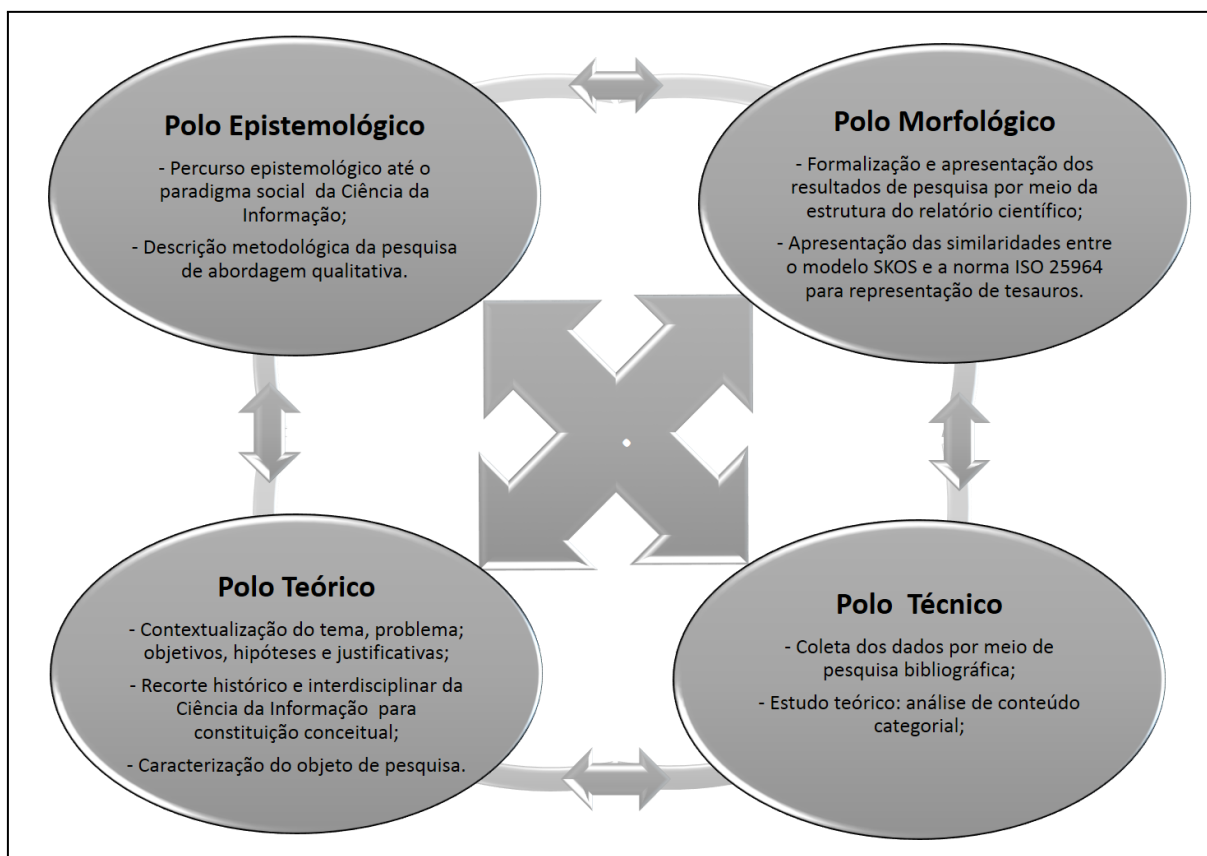 Polo Epistemológico
- Percurso epistemológico até o
paradigma social da Ciência da
Informação;
- Descrição metodológica da pesquisa
de abordagem qualitativa.
Polo Morfológico
- Formalização e apresentação dos
resultados de pesquisa por meio da
estrutura do relatório científico;
- Apresentação das similaridades entre
o modelo SKOS e a norma ISO 25964
para representação de tesauros.
Polo Teórico
- Contextualização do tema, problema;
objetivos, hipóteses e justificativas;
- Recorte histórico e interdisciplinar da
Ciência da Informação para
constituição conceitual;
- Caracterização do objeto de pesquisa.
Polo Técnico
- Coleta dos dados por meio de
pesquisa bibliográfica;
- Estudo teórico: análise de conteúdo
categorial;